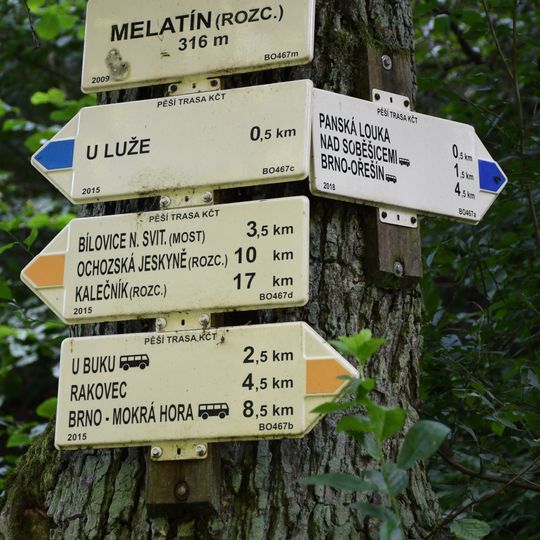 MELATÍN (ROZC.)
316 m
2009 BO467m
PĚŠÍ TRASA KČT
U LUŽE 0,5 km
2015 BO467c
PĚŠÍ TRASA KČT
PANSKÁ LOUKA 0,5 km
NAD SOBĚŠICEMI 1,5 km
BRNO-OŘEŠÍN 4,5 km
2018 BO467a
PĚŠÍ TRASA KČT
BÍLOVICE N. SVIT. (MOST) 3,5 km
OCHOZSKÁ JESKYNĚ (ROZC.) 10 km
KALEČNÍK (ROZC.) 17 km
2015 BO467d
PĚŠÍ TRASA KČT
U BUKU 2,5 km
RAKOVEC 4,5 km
BRNO - MOKRÁ HORA 8,5 km
2015 BO467b